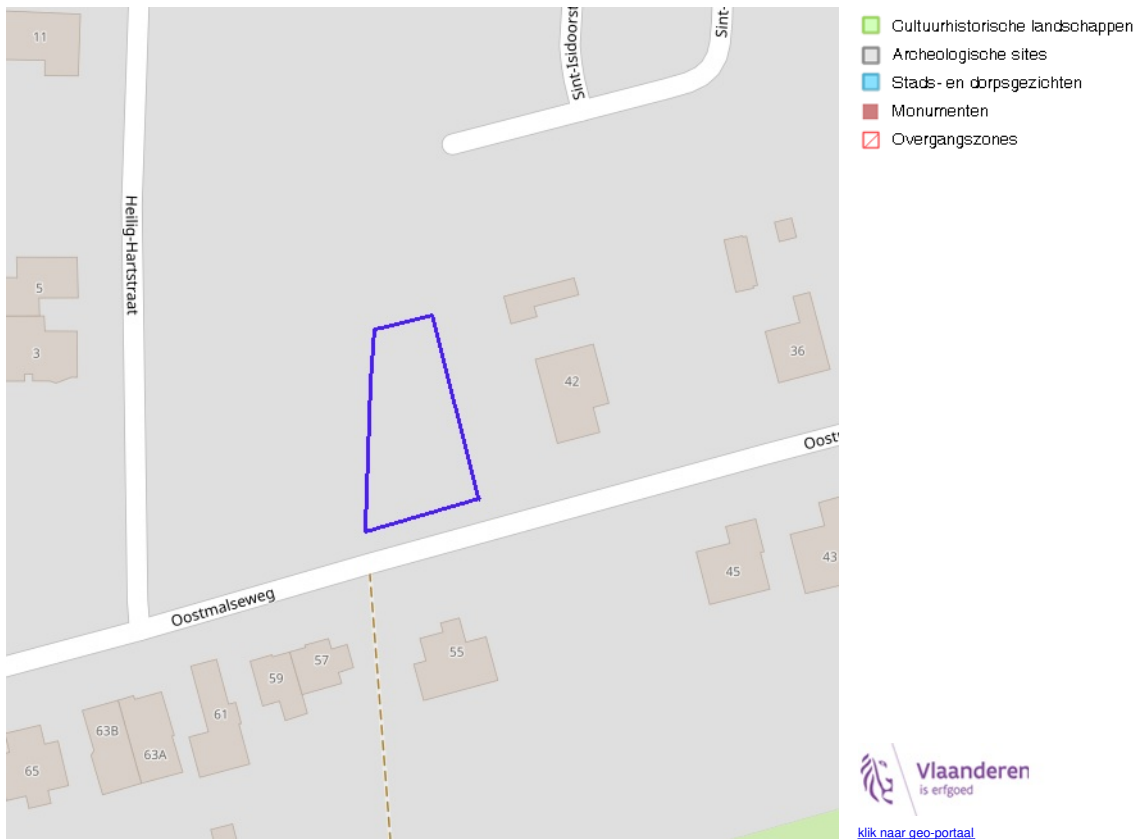 11
Sint-Isidoorst
Sint-
Cultuurhistorische landschappen
Archeologische sites
Stads- en dorpsgezichten
Monumenten
Overgangszones
Heilig-Hartstraat
5
3
42
36
Oost
Oostmalseweg
45
43
55
57
59
61
63B
63A
65
Vlaanderen
is erfgoed
klik naar geo-portaal